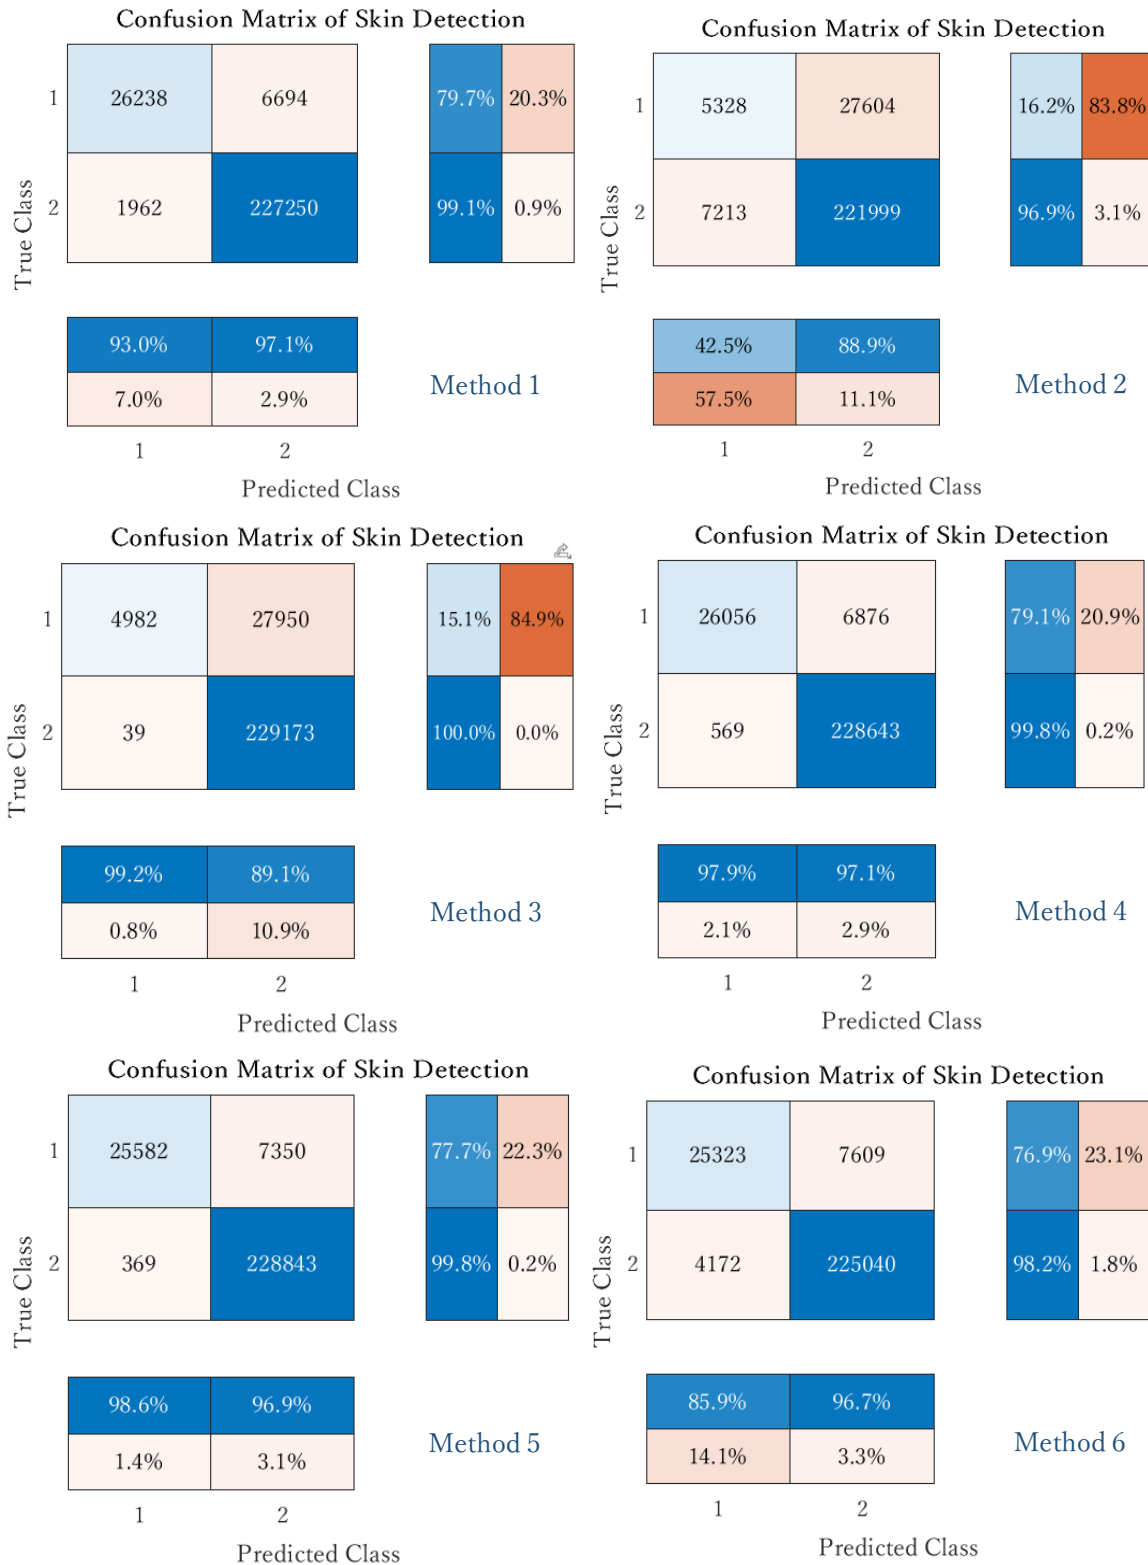 Confusion Matrix of Skin Detection
True Class
1 26238 6694 79.7% 20.3%
2 1962 227250 99.1% 0.9%
93.0% 97.1%
7.0% 2.9%
1 2
Predicted Class
Method 1
Confusion Matrix of Skin Detection
True Class
1 5328 27604 16.2% 83.8%
2 7213 221999 96.9% 3.1%
42.5% 88.9%
57.5% 11.1%
1 2
Predicted Class
Method 2
Confusion Matrix of Skin Detection
True Class
1 4982 27950 15.1% 84.9%
2 39 229173 100.0% 0.0%
99.2% 89.1%
0.8% 10.9%
1 2
Predicted Class
Method 3
Confusion Matrix of Skin Detection
True Class
1 26056 6876 79.1% 20.9%
2 569 228643 99.8% 0.2%
97.9% 97.1%
2.1% 2.9%
1 2
Predicted Class
Method 4
Confusion Matrix of Skin Detection
True Class
1 25582 7350 77.7% 22.3%
2 369 228843 99.8% 0.2%
98.6% 96.9%
1.4% 3.1%
1 2
Predicted Class
Method 5
Confusion Matrix of Skin Detection
True Class
1 25323 7609 76.9% 23.1%
2 4172 225040 98.2% 1.8%
85.9% 96.7%
14.1% 3.3%
1 2
Predicted Class
Method 6